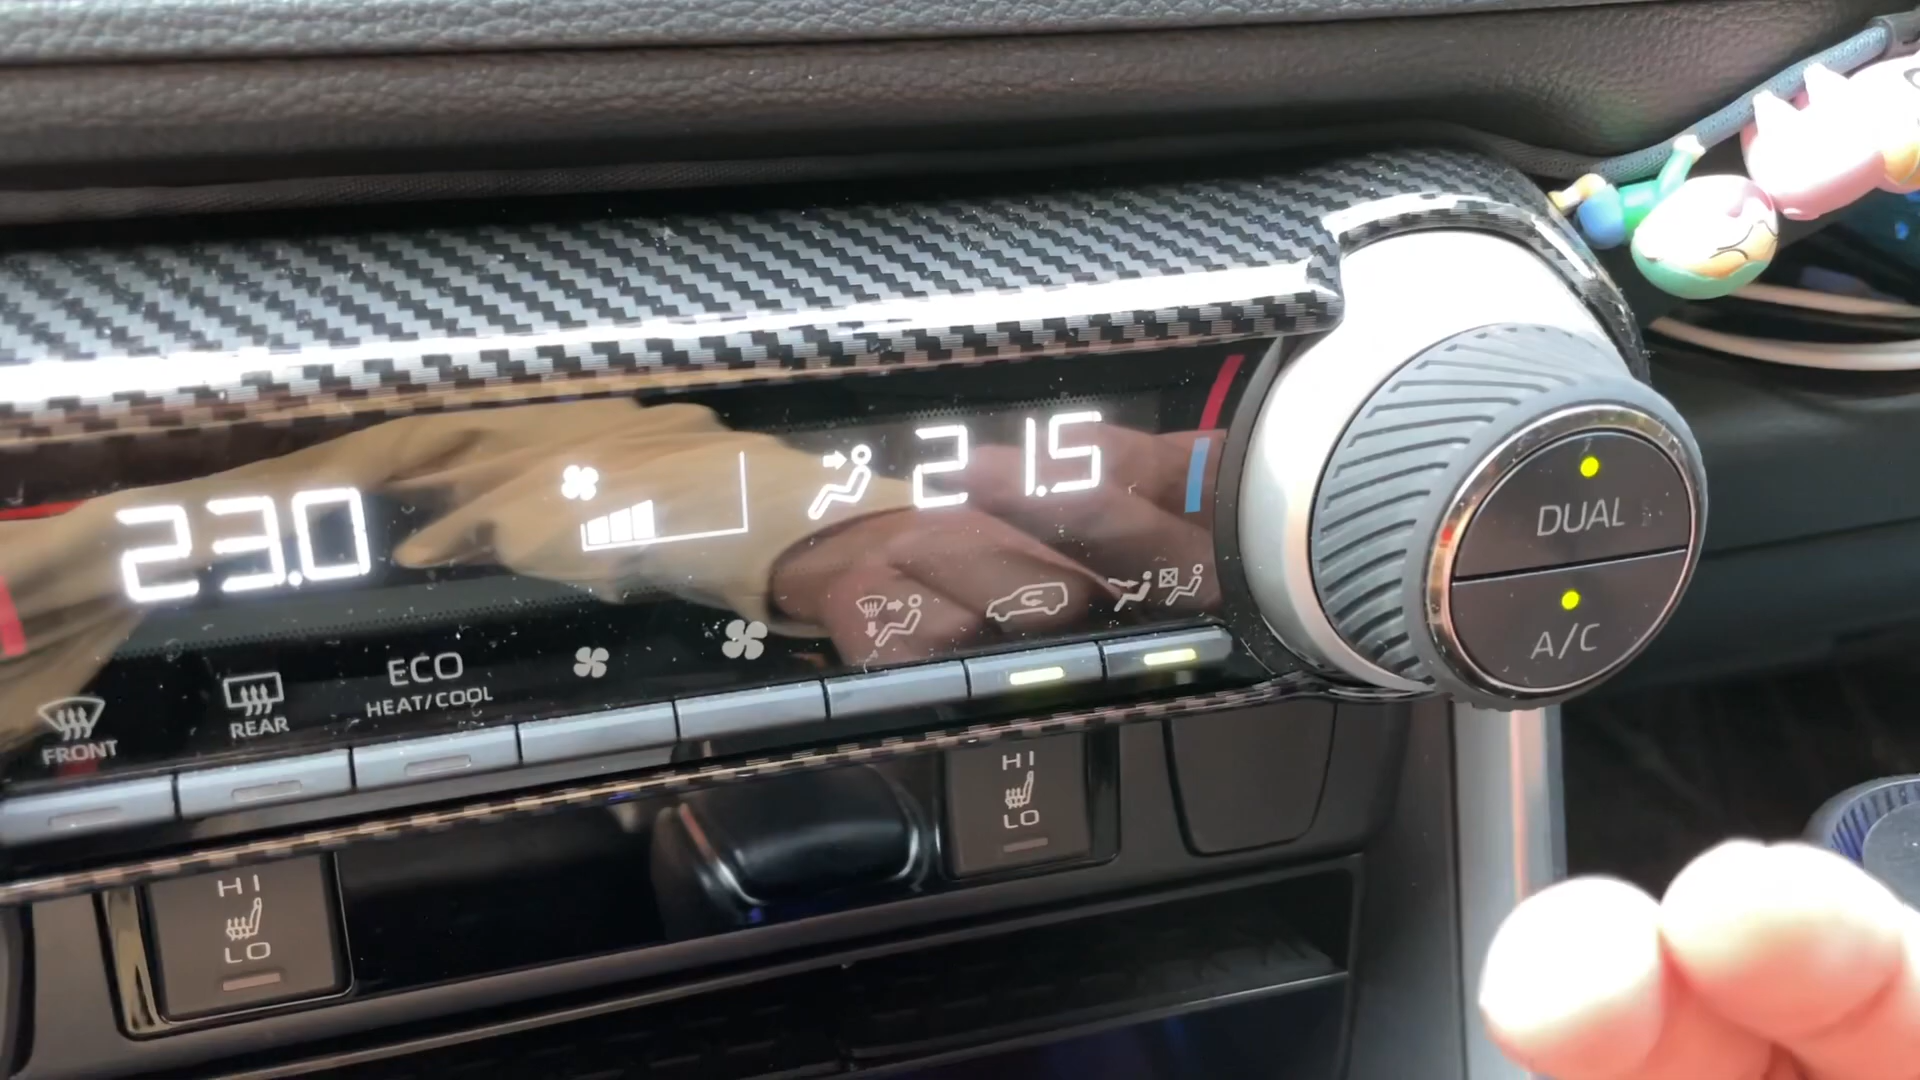 23.0
21.5
DUAL
A/C
FRONT
REAR
ECO
HEAT/COOL
HI
LO
HI
LO